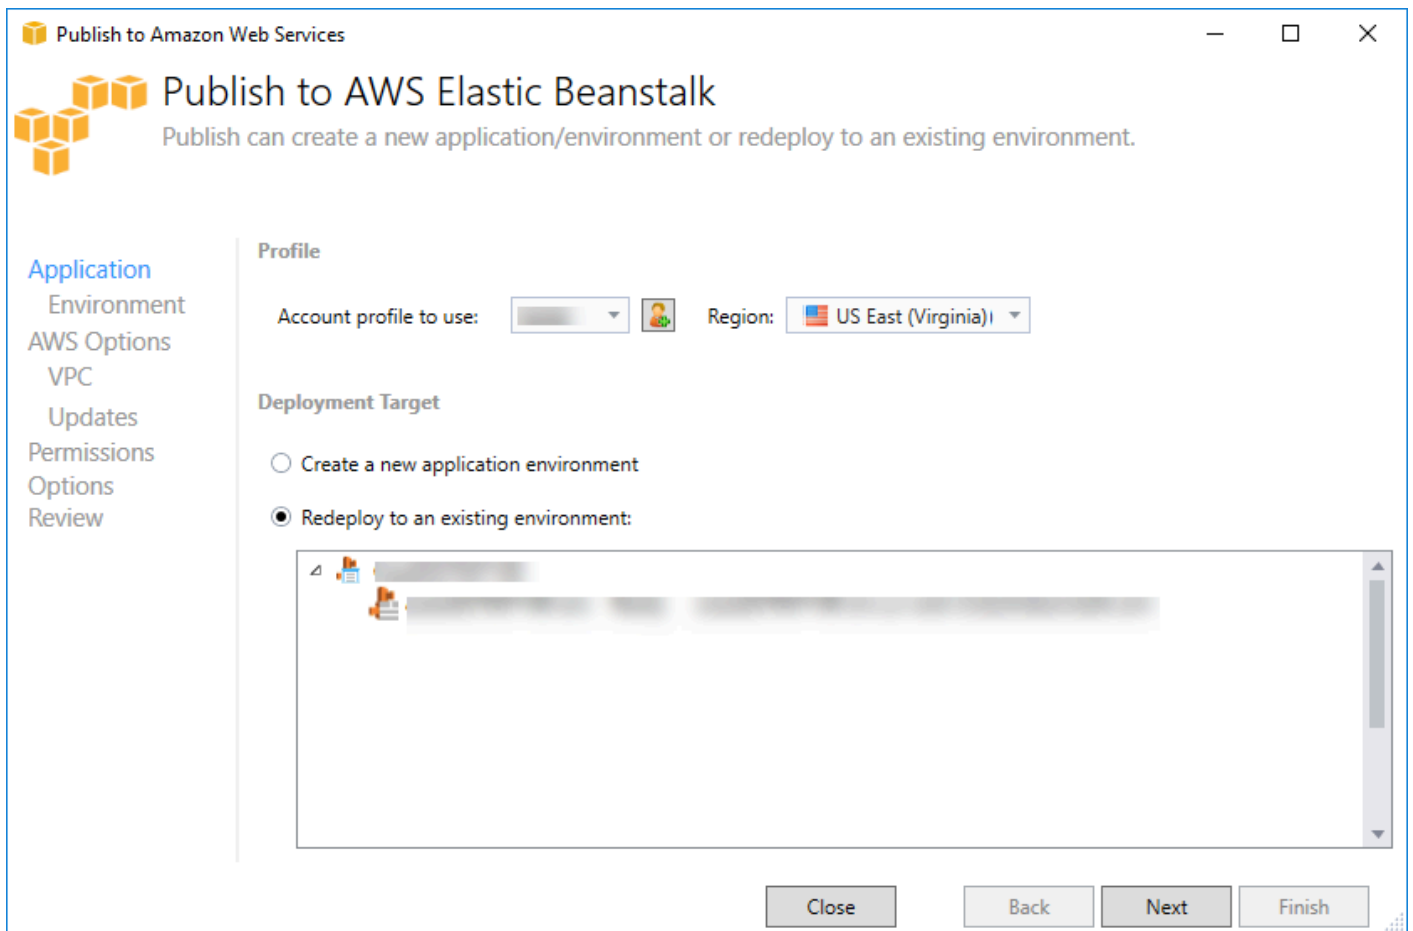 Publish to Amazon Web Services
Publish to AWS Elastic Beanstalk
Publish can create a new application/environment or redeploy to an existing environment.
Application
Environment
AWS Options
VPC
Updates
Permissions
Options
Review
Profile
Account profile to use:
Region: US East (Virginia)
Deployment Target
Create a new application environment
Redeploy to an existing environment:
Close Back Next Finish